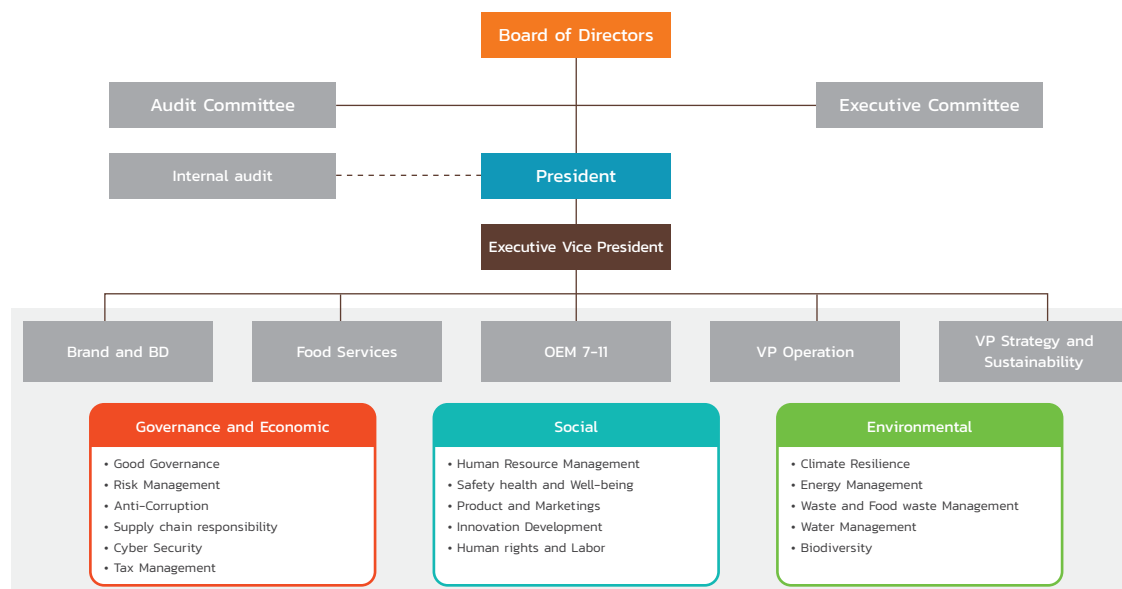 Board of Directors
Audit Committee
Executive Committee
Internal audit
President
Executive Vice President
Brand and BD
Food Services
OEM 7-11
VP Operation
VP Strategy and
Sustainability
Governance and Economic
• Good Governance
• Risk Management
• Anti-Corruption
• Supply chain responsibility
• Cyber Security
• Tax Management
Social
• Human Resource Management
• Safety health and Well-being
• Product and Marketings
• Innovation Development
• Human rights and Labor
Environmental
• Climate Resilience
• Energy Management
• Waste and Food waste Management
• Water Management
• Biodiversity